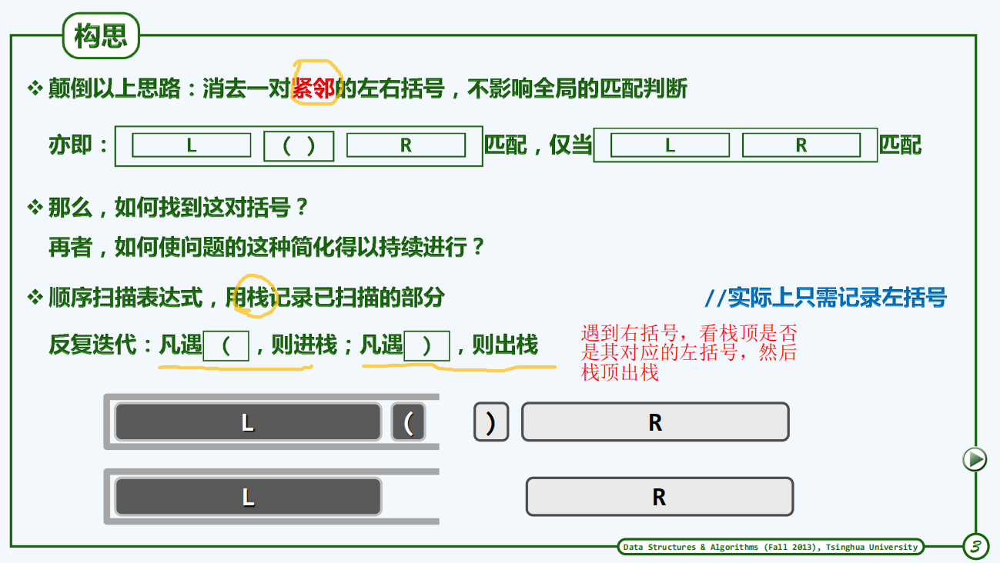 构思
颠倒以上思路：消去一对紧邻的左右括号，不影响全局的匹配判断
亦即： L ( ) R 匹配，仅当 L R 匹配
那么，如何找到这对括号？
再者，如何使问题的这种简化得以持续进行？
顺序扫描表达式，用栈记录已扫描的部分 //实际上只需记录左括号
反复迭代：凡遇 ( ，则进栈；凡遇 ) ，则出栈
遇到右括号，看栈顶是否
是其对应的左括号，然后
栈顶出栈
L ( ) R
L R
Data Structures & Algorithms (Fall 2013), Tsinghua University
3